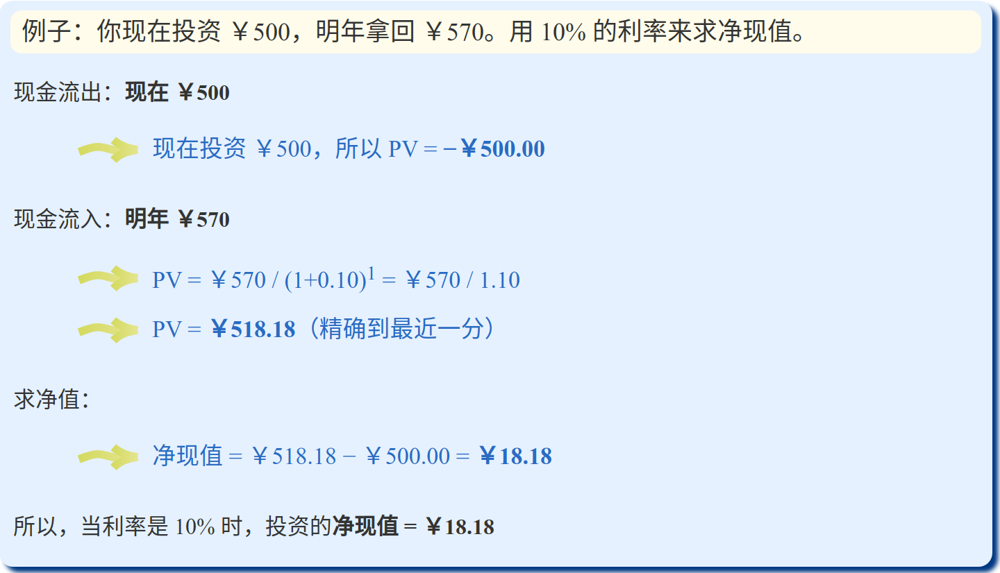 例子：你现在投资 ￥500，明年拿回 ￥570。用 10% 的利率来求净现值。
现金流出：现在 ￥500
现在投资 ￥500，所以 PV = −￥500.00
现金流入：明年 ￥570
PV = ￥570 / (1+0.10)¹ = ￥570 / 1.10
PV = ￥518.18（精确到最近一分）
求净值：
净现值 = ￥518.18 − ￥500.00 = ￥18.18
所以，当利率是 10% 时，投资的净现值 = ￥18.18